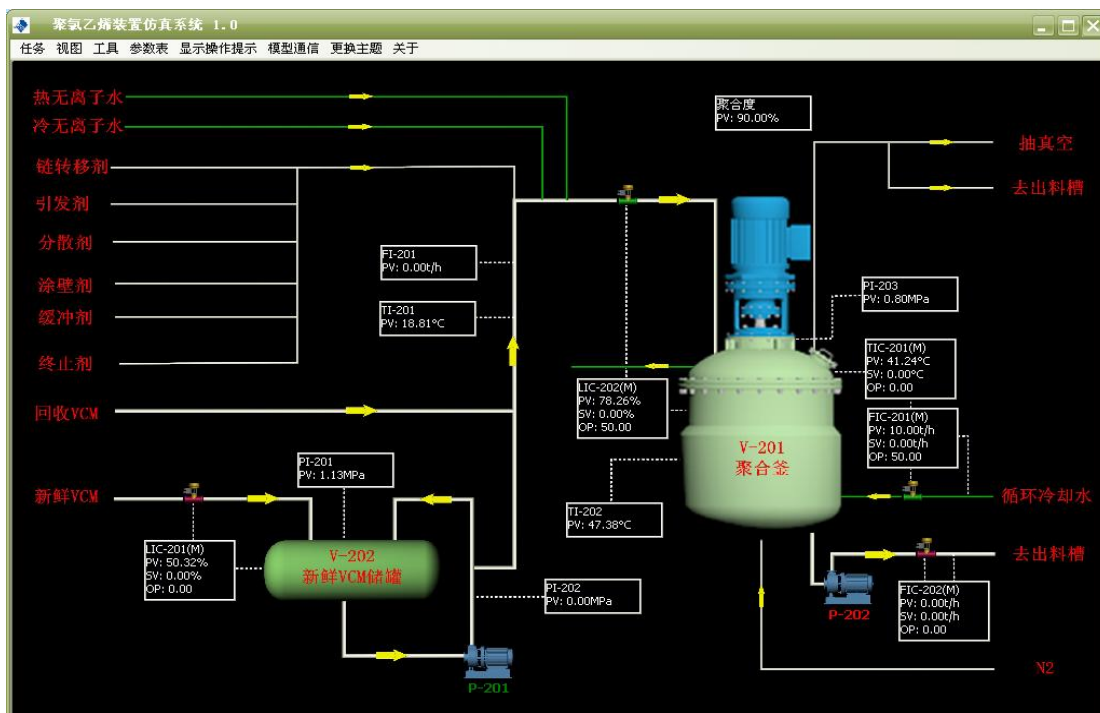 聚氯乙烯装置仿真系统 1.0
任务 视图 工具 参数表 显示操作提示 模型通信 更换主题 关于
热无离子水
冷无离子水
链转移剂
引发剂
分散剂
涂壁剂
缓冲剂
终止剂
回收VCM
新鲜VCM
聚合度
PV: 90.00%
抽真空
去出料槽
FI-201
PV: 0.00t/h
TI-201
PV: 18.81°C
PI-203
PV: 0.80MPa
TIC-201(M)
PV: 41.24°C
SV: 0.00°C
OP: 0.00
LIC-202(M)
PV: 78.26%
SV: 0.00%
OP: 50.00
FIC-201(M)
PV: 10.00t/h
SV: 0.00t/h
OP: 50.00
V-201
聚合釜
PI-201
PV: 1.13MPa
TI-202
PV: 47.38°C
循环冷却水
LIC-201(M)
PV: 50.32%
SV: 0.00%
OP: 0.00
V-202
新鲜VCM储罐
PI-202
PV: 0.00MPa
去出料槽
FIC-202(M)
PV: 0.00t/h
SV: 0.00t/h
OP: 0.00
P-202
P-201
N2